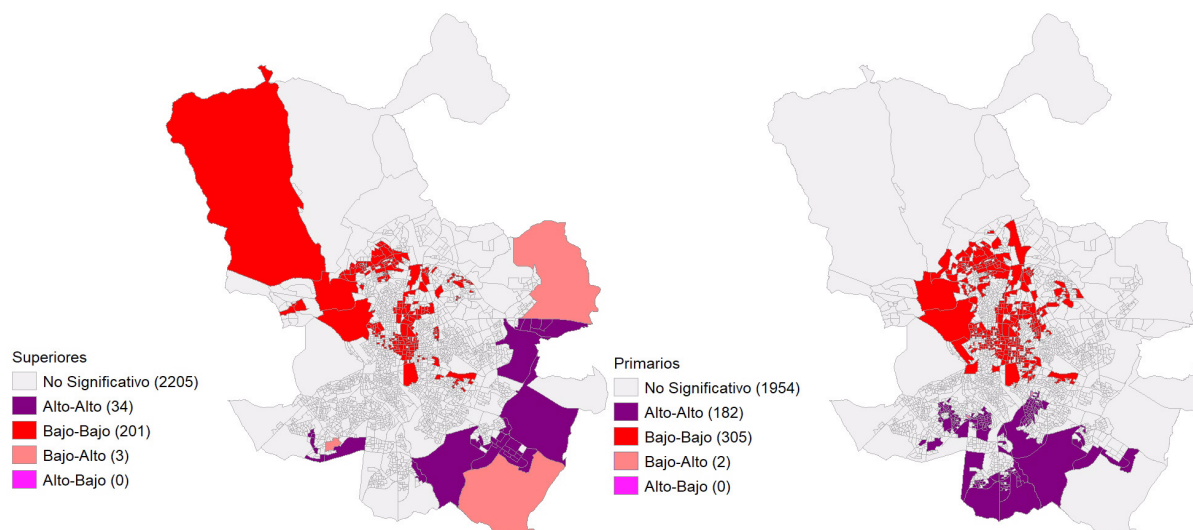 Superiores
No Significativo (2205)
Alto-Alto (34)
Bajo-Bajo (201)
Bajo-Alto (3)
Alto-Bajo (0)
Primarios
No Significativo (1954)
Alto-Alto (182)
Bajo-Bajo (305)
Bajo-Alto (2)
Alto-Bajo (0)